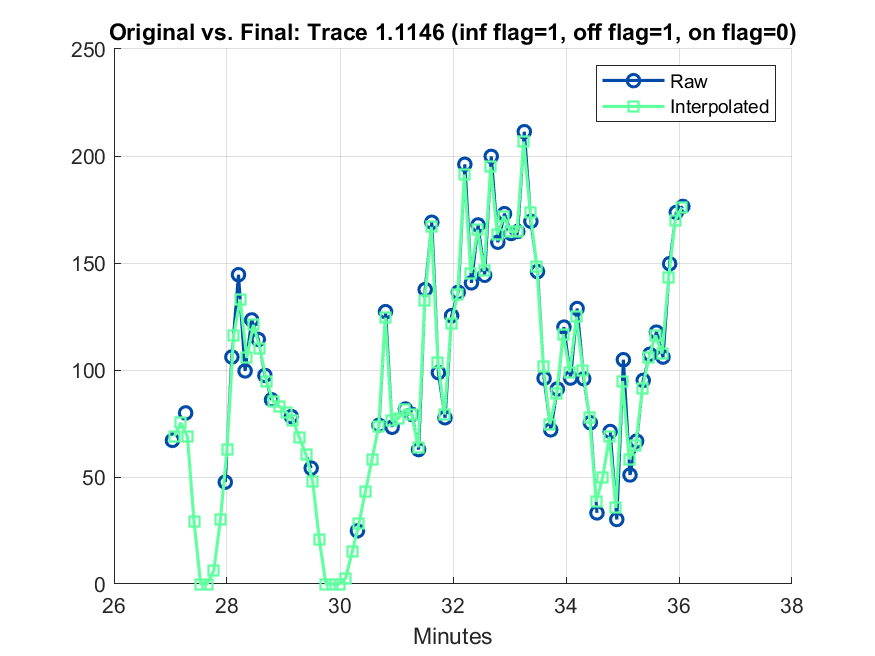 Original vs. Final: Trace 1.1146 (inf flag=1, off flag=1, on flag=0)
250
200
150
100
50
0
Raw
Interpolated
26 28 30 32 34 36 38
Minutes